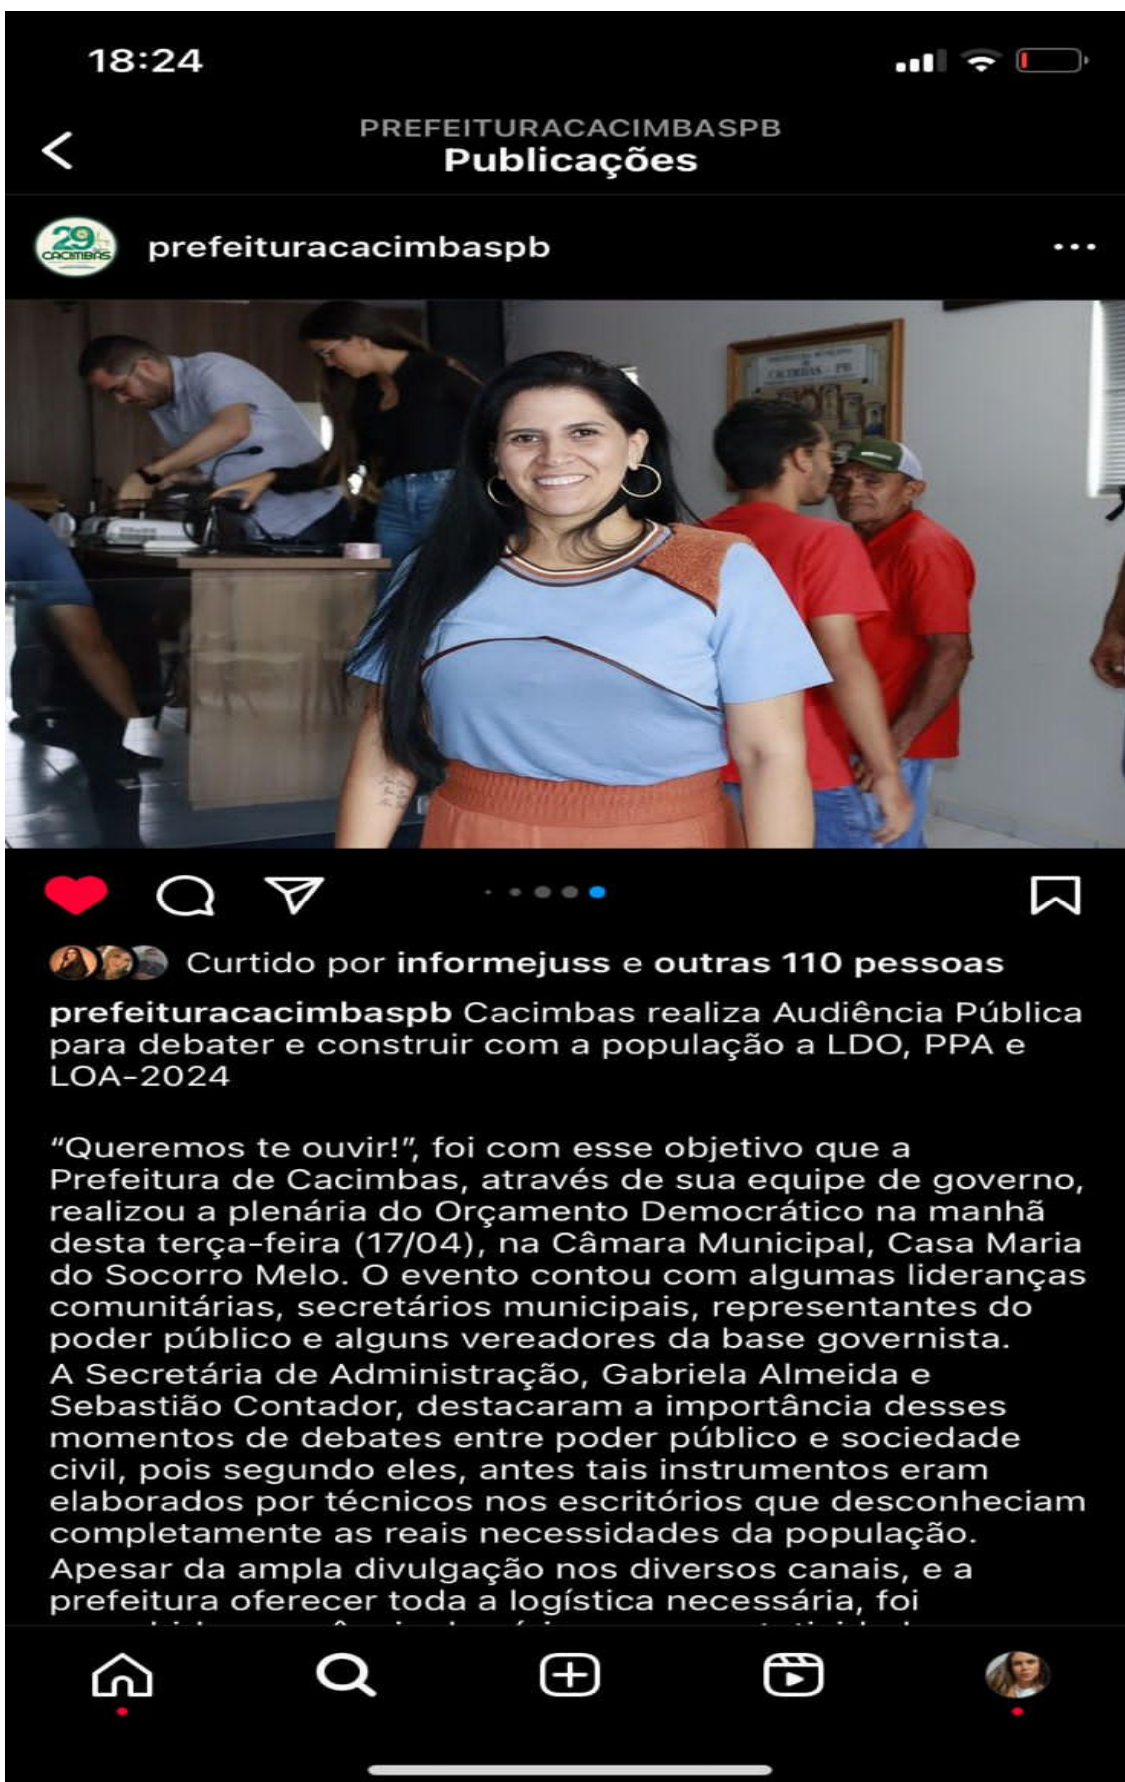 18:24
PREFEITURACACIMBASPB
Publicações
29
CACIMBAS
prefeituracacimbaspb
CACIMBAS - PB
Curtido por informejuss e outras 110 pessoas
prefeituracacimbaspb Cacimbas realiza Audiência Pública
para debater e construir com a população a LDO, PPA e
LOA-2024
“Queremos te ouvir!”, foi com esse objetivo que a
Prefeitura de Cacimbas, através de sua equipe de governo,
realizou a plenária do Orçamento Democrático na manhã
desta terça-feira (17/04), na Câmara Municipal, Casa Maria
do Socorro Melo. O evento contou com algumas lideranças
comunitárias, secretários municipais, representantes do
poder público e alguns vereadores da base governista.
A Secretária de Administração, Gabriela Almeida e
Sebastião Contador, destacaram a importância desses
momentos de debates entre poder público e sociedade
civil, pois segundo eles, antes tais instrumentos eram
elaborados por técnicos nos escritórios que desconheciam
completamente as reais necessidades da população.
Apesar da ampla divulgação nos diversos canais, e a
prefeitura oferecer toda a logística necessária, foi